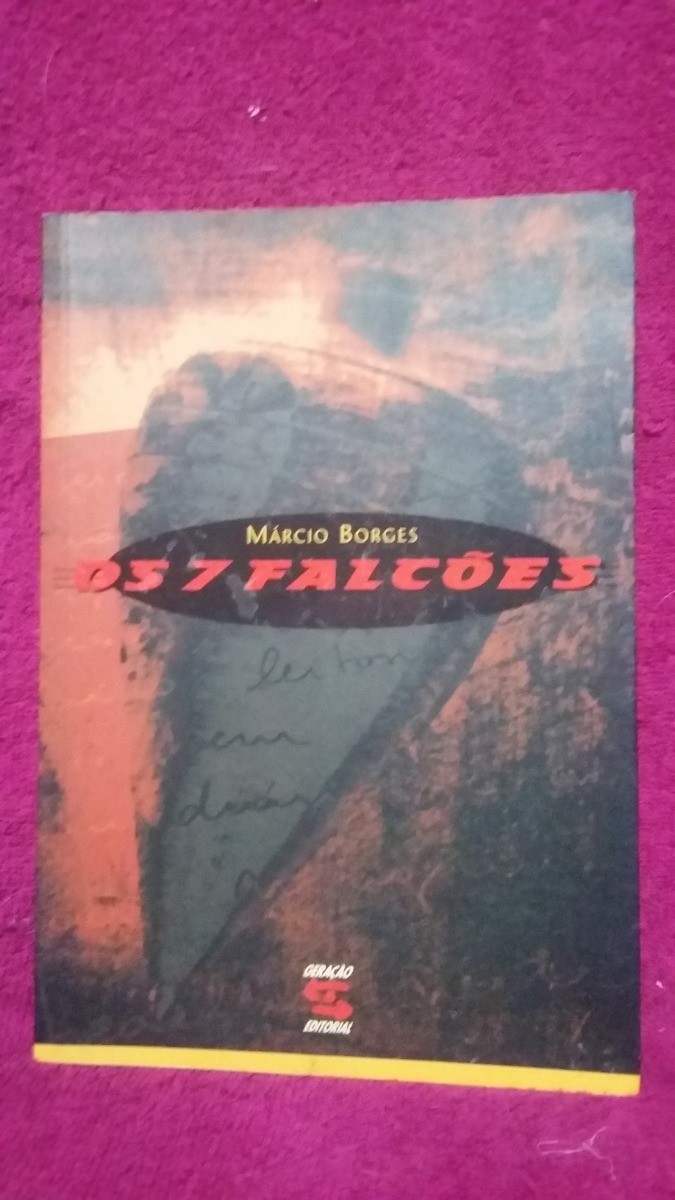 MÁRCIO BORGES
OS 7 FALCÕES
GERAÇÃO
EDITORIAL